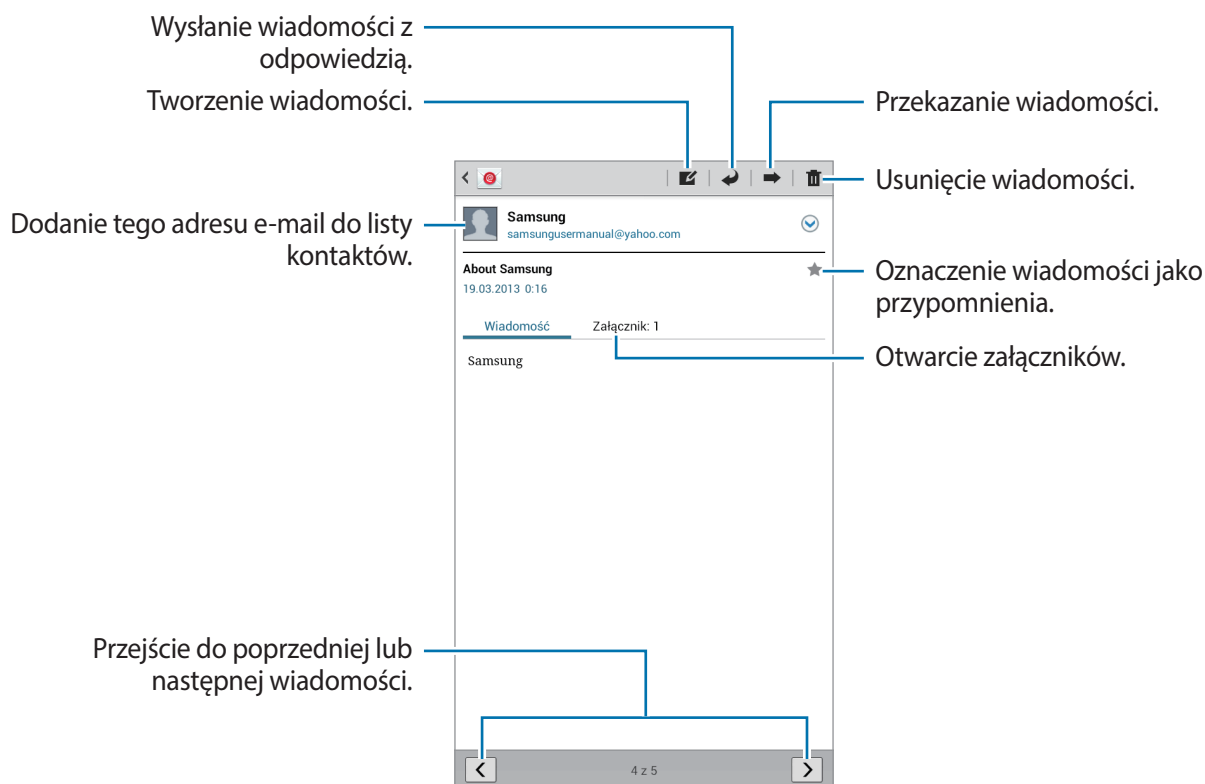 Wysłanie wiadomości z
odpowiedzią.
Tworzenie wiadomości.
Przekazanie wiadomości.
Usunięcie wiadomości.
Dodanie tego adresu e-mail do listy
kontaktów.
Samsung
samsungusermanual@yahoo.com
About Samsung
19.03.2013 0:16
Oznaczenie wiadomości jako
przypomnienia.
Wiadomość Załącznik: 1
Otwarcie załączników.
Samsung
Przejście do poprzedniej lub
następnej wiadomości.
4 z 5